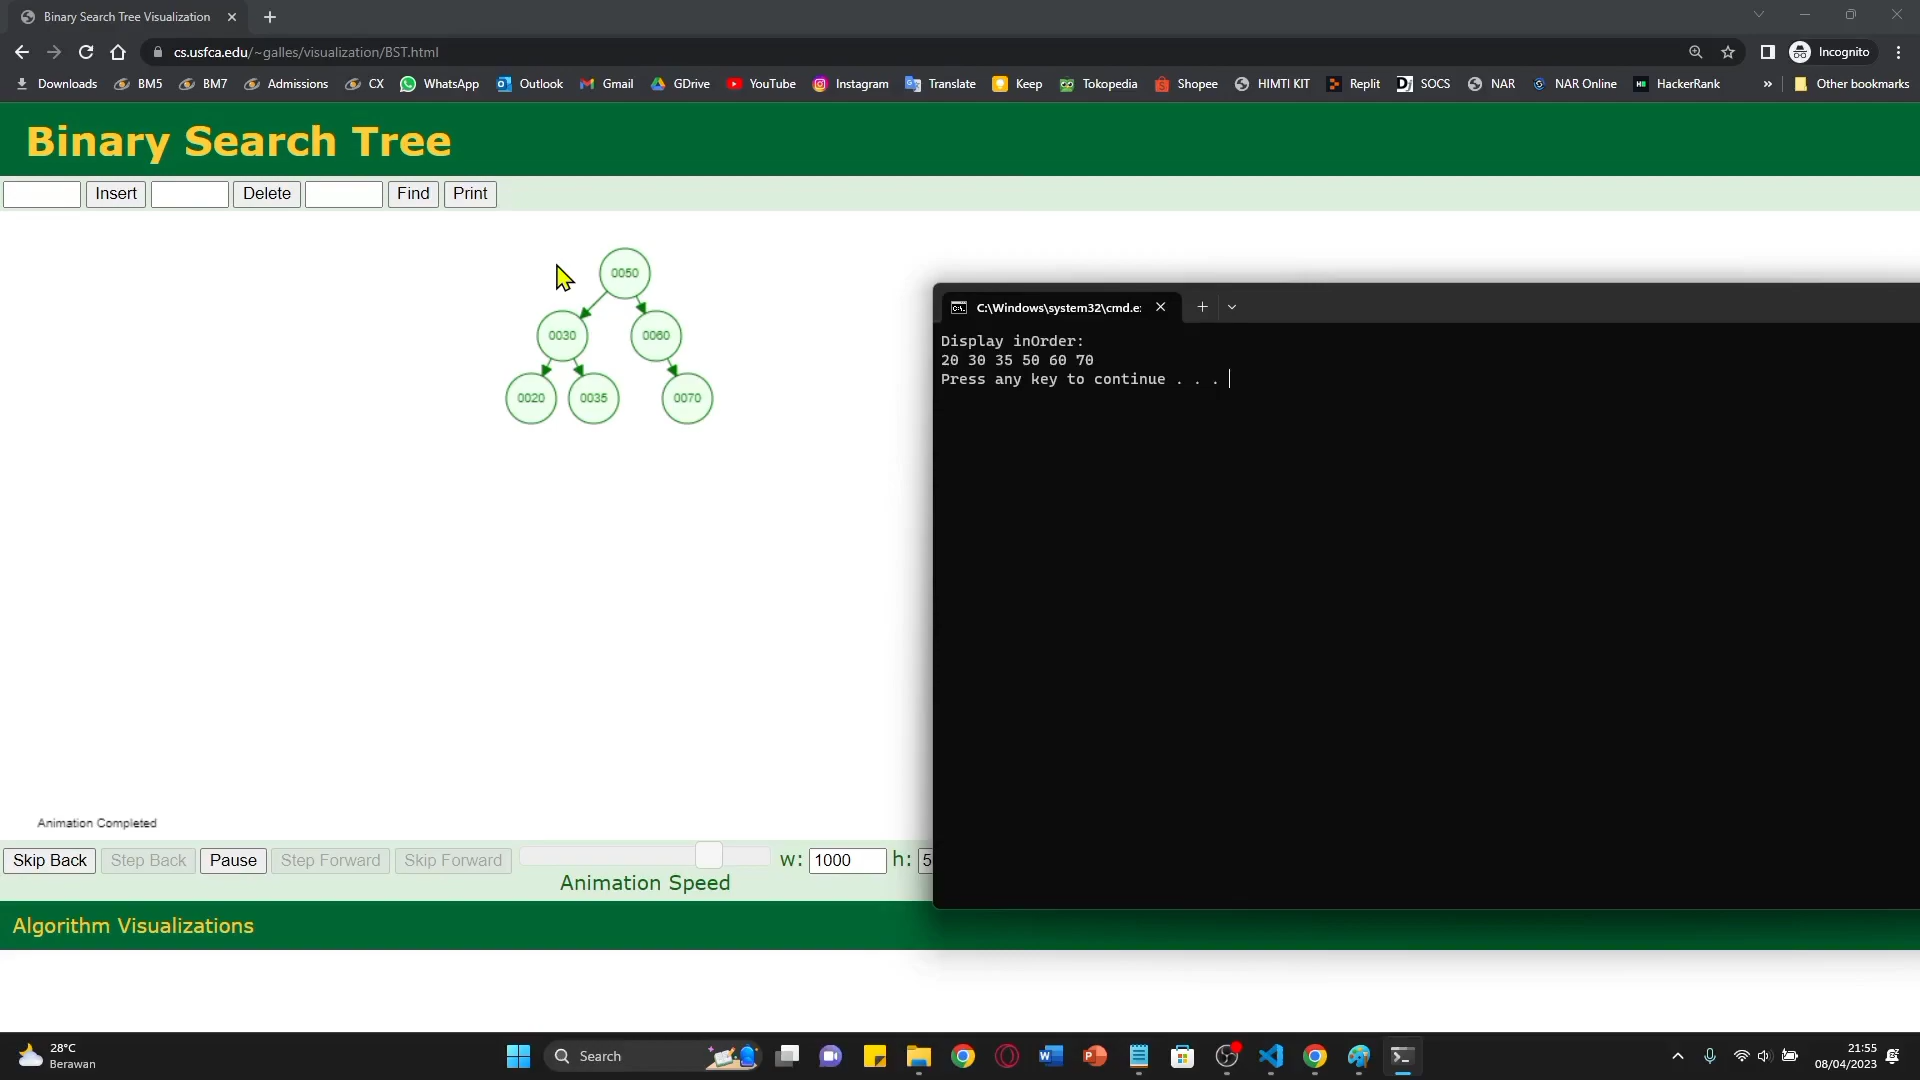 Binary Search Tree Visualization
cs.usfca.edu/~galles/visualization/BST.html
Incognito
Downloads BM5 BM7 Admissions CX WhatsApp Outlook Gmail GDrive YouTube Instagram Translate Keep Tokopedia Shopee HIMTI KIT Replit SOCS NAR NAR Online HackerRank » Other bookmarks
Binary Search Tree
Insert Delete Find Print
0050
0030 0060
0020 0035 0070
C:\Windows\system32\cmd.e:
Display inOrder:
20 30 35 50 60 70
Press any key to continue . . .
Animation Completed
Skip Back Step Back Pause Step Forward Skip Forward w: 1000 h: 5
Animation Speed
Algorithm Visualizations
28°C
Berawan
Search
21:55
08/04/2023